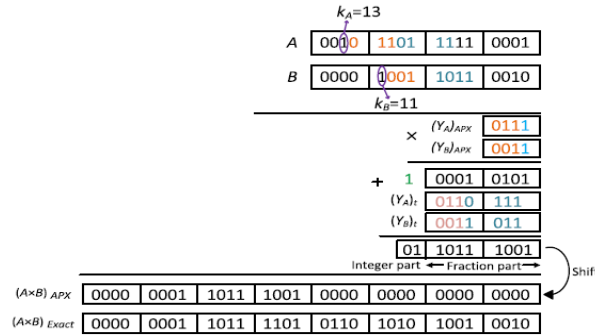 kA=13
A 0010 1101 1111 0001
B 0000 1001 1011 0010
kB=11
× (YA)APX 0111
(YB)APX 0011
+ 1 0001 0101
(YA)t 0110 111
(YB)t 0011 011
01 1011 1001
Integer part Fraction part Shift
(A×B) APX 0000 0001 1011 1001 0000 0000 0000 0000
(A×B) Exact 0000 0001 1011 1101 0110 1010 1001 0010